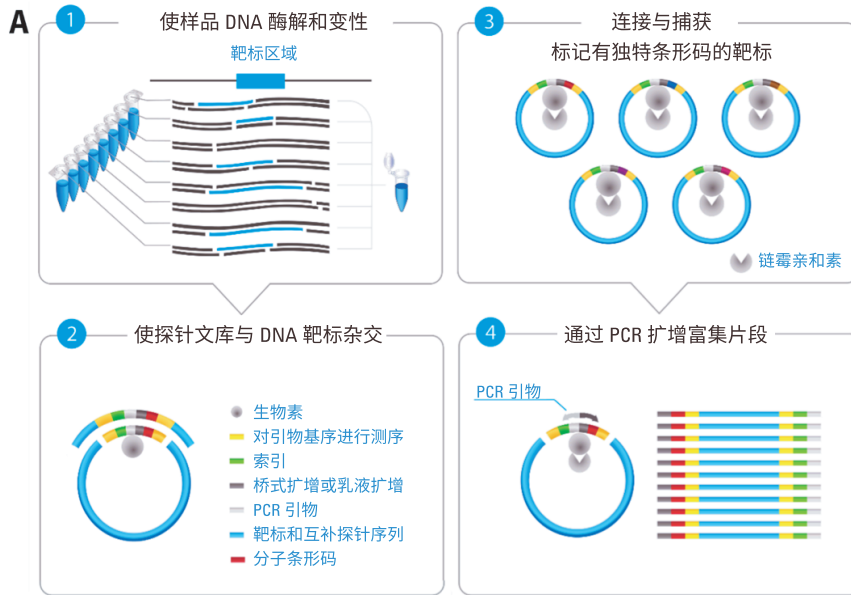 A
1
使样品 DNA 酶解和变性
靶标区域
2
使探针文库与 DNA 靶标杂交
生物素
对引物基序进行测序
索引
桥式扩增或乳液扩增
PCR 引物
靶标和互补探针序列
分子条形码
3
连接与捕获
标记有独特条形码的靶标
链霉亲和素
4
通过 PCR 扩增富集片段
PCR 引物